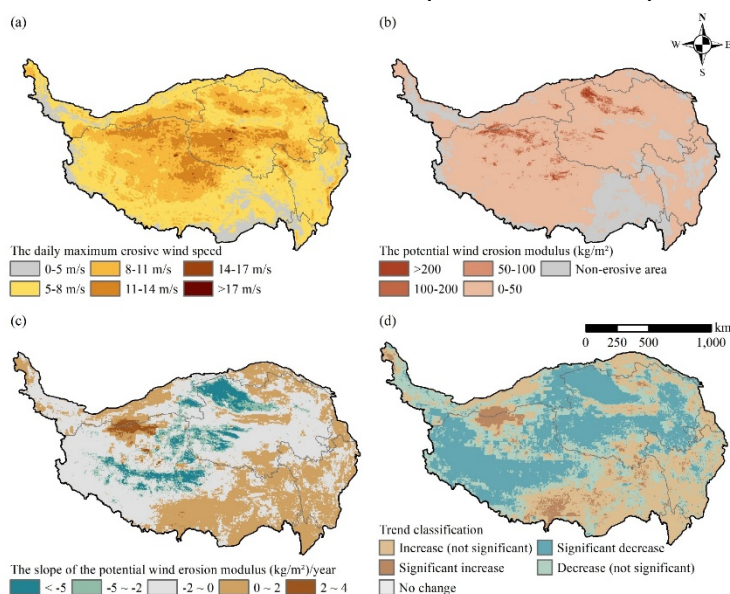 (a)
(b)
N
W E
S
The daily maximum erosive wind speed
0-5 m/s 8-11 m/s 14-17 m/s
5-8 m/s 11-14 m/s >17 m/s
The potential wind erosion modulus (kg/m²)
>200 50-100 Non-erosive area
100-200 0-50
(c)
(d)
km
0 250 500 1,000
The slope of the potential wind erosion modulus (kg/m²)/year
< -5 -5 ~ -2 -2 ~ 0 0 ~ 2 2 ~ 4
Trend classification
Increase (not significant) Significant decrease
Significant increase Decrease (not significant)
No change